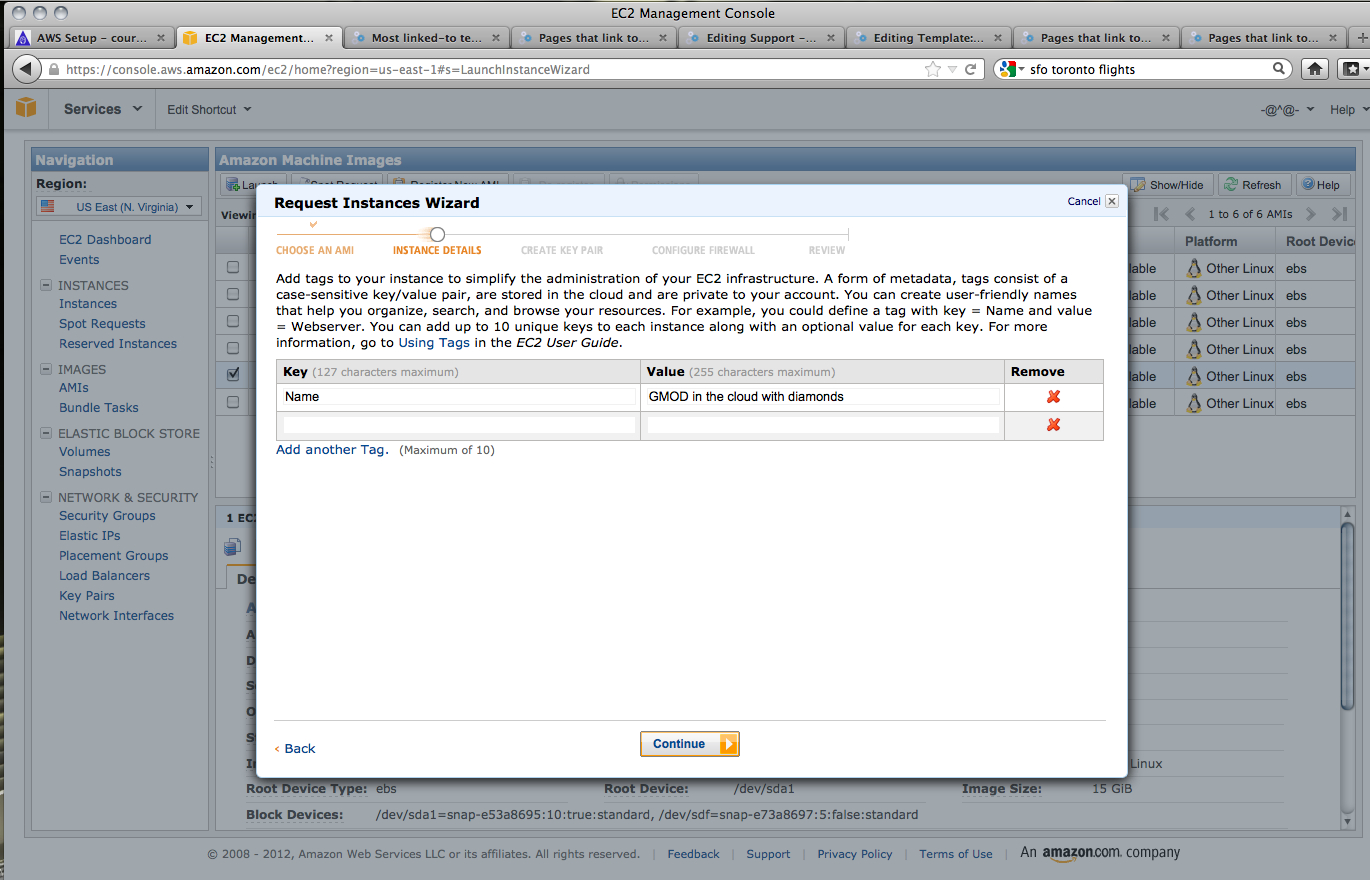 EC2 Management Console
AWS Setup – cour...
EC2 Management...
Most linked-to te...
Pages that link to...
Editing Support –...
Editing Template:...
Pages that link to...
Pages that link to...
https://console.aws.amazon.com/ec2/home?region=us-east-1#s=LaunchInstanceWizard
sfo toronto flights
Services
Edit Shortcut
-@^@-
Help
Navigation
Region:
US East (N. Virginia)
EC2 Dashboard
Events
INSTANCES
Instances
Spot Requests
Reserved Instances
IMAGES
AMIs
Bundle Tasks
ELASTIC BLOCK STORE
Volumes
Snapshots
NETWORK & SECURITY
Security Groups
Elastic IPs
Placement Groups
Load Balancers
Key Pairs
Network Interfaces
Amazon Machine Images
Show/Hide
Refresh
Help
1 to 6 of 6 AMIs
Platform
Root Devic
lable Other Linux ebs
lable Other Linux ebs
lable Other Linux ebs
lable Other Linux ebs
lable Other Linux ebs
lable Other Linux ebs
Request Instances Wizard
Cancel
CHOOSE AN AMI
INSTANCE DETAILS
CREATE KEY PAIR
CONFIGURE FIREWALL
REVIEW
Add tags to your instance to simplify the administration of your EC2 infrastructure. A form of metadata, tags consist of a
case-sensitive key/value pair, are stored in the cloud and are private to your account. You can create user-friendly names
that help you organize, search, and browse your resources. For example, you could define a tag with key = Name and value
= Webserver. You can add up to 10 unique keys to each instance along with an optional value for each key. For more
information, go to Using Tags in the EC2 User Guide.
Key (127 characters maximum)
Value (255 characters maximum)
Remove
Name
GMOD in the cloud with diamonds
Add another Tag. (Maximum of 10)
< Back
Continue
1 EC
De
Linux
Root Device Type: ebs
Root Device: /dev/sda1
Image Size: 15 GiB
Block Devices: /dev/sda1=snap-e53a8695:10:true:standard, /dev/sdf=snap-e73a8697:5:false:standard
© 2008 - 2012, Amazon Web Services LLC or its affiliates. All rights reserved. | Feedback | Support | Privacy Policy | Terms of Use | An amazon.com. company